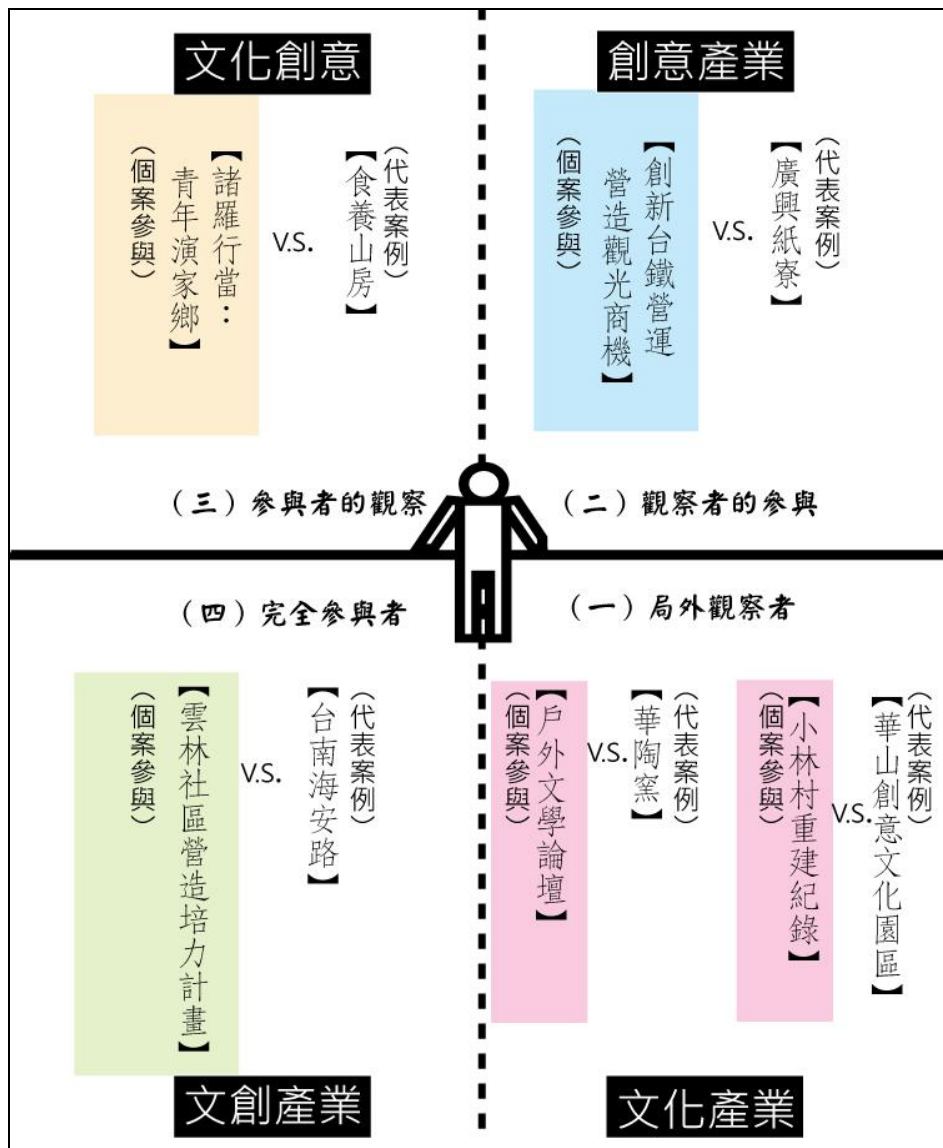 文化創意
（代表案例）
【食養山房】
V.S.
【諸羅行當：
青年演家鄉】
（個案參與）
創意產業
（代表案例）
【廣興紙寮】
V.S.
【創新台鐵營運
營造觀光商機】
（個案參與）
（三）參與者的觀察
（二）觀察者的參與
（四）完全參與者
（一）局外觀察者
（代表案例）
【台南海安路】
V.S.
【雲林社區營造培力計畫】
（個案參與）
文創產業
（代表案例）
【華山創意文化園區】
V.S.
【小林村重建紀錄】
（個案參與）
（代表案例）
【華陶窯】
V.S.
【戶外文學論壇】
（個案參與）
文化產業